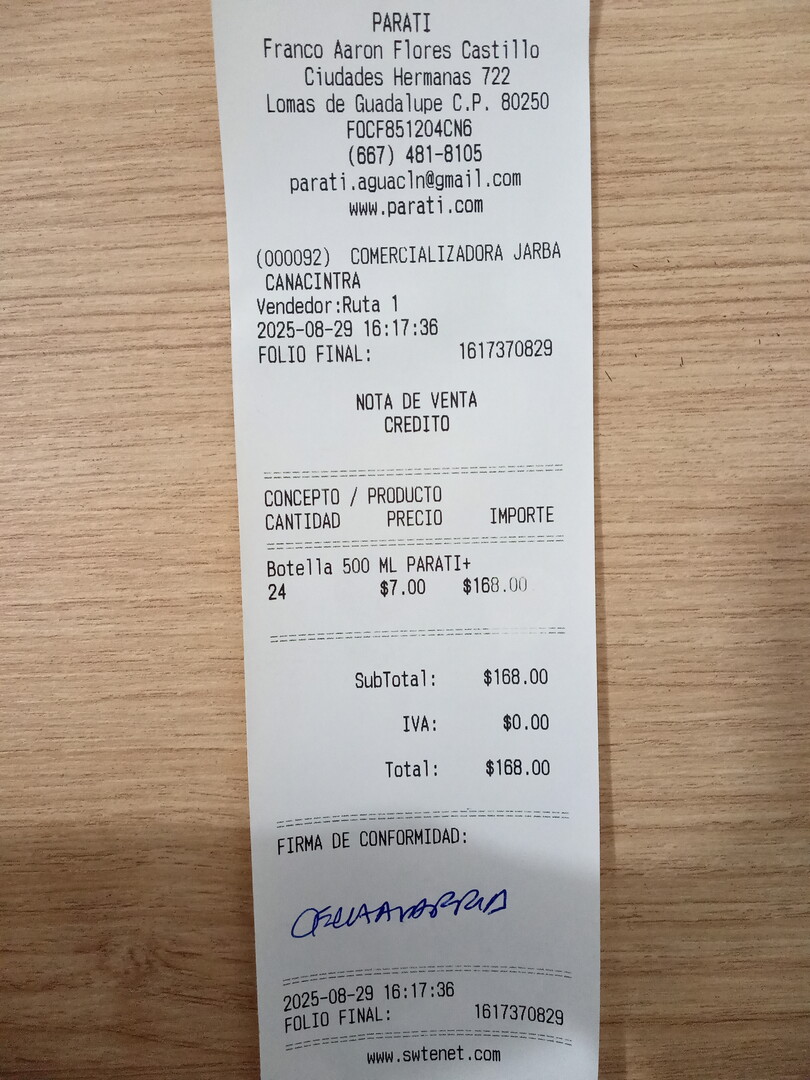 PARATI
Franco Aaron Flores Castillo
Ciudades Hermanas 722
Lomas de Guadalupe C.P. 80250
FOCF851204CN6
(667) 481-8105
parati.aguacln@gmail.com
www.parati.com
(000092) COMERCIALIZADORA JARBA
CANACINTRA
Vendedor:Ruta 1
2025-08-29 16:17:36
FOLIO FINAL: 1617370829
NOTA DE VENTA
CREDITO
CONCEPTO / PRODUCTO
CANTIDAD PRECIO IMPORTE
Botella 500 ML PARATI+
24 $7.00 $168.00
SubTotal: $168.00
IVA: $0.00
Total: $168.00
FIRMA DE CONFORMIDAD:
2025-08-29 16:17:36
FOLIO FINAL: 1617370829
www.swtenet.com